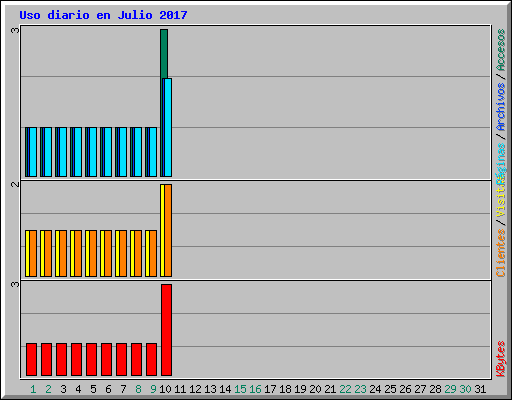 Uso diario en Julio 2017
3
2
3
Accesos / Archivos / Páginas
Visitas / Clientes
KBytes
1 2 3 4 5 6 7 8 9 10 11 12 13 14 15 16 17 18 19 20 21 22 23 24 25 26 27 28 29 30 31